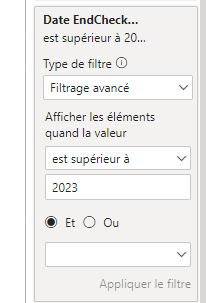 Date EndCheck...
est supérieur à 20...
Type de filtre
Filtrage avancé
Afficher les éléments
quand la valeur
est supérieur à
2023
Et Ou
Appliquer le filtre